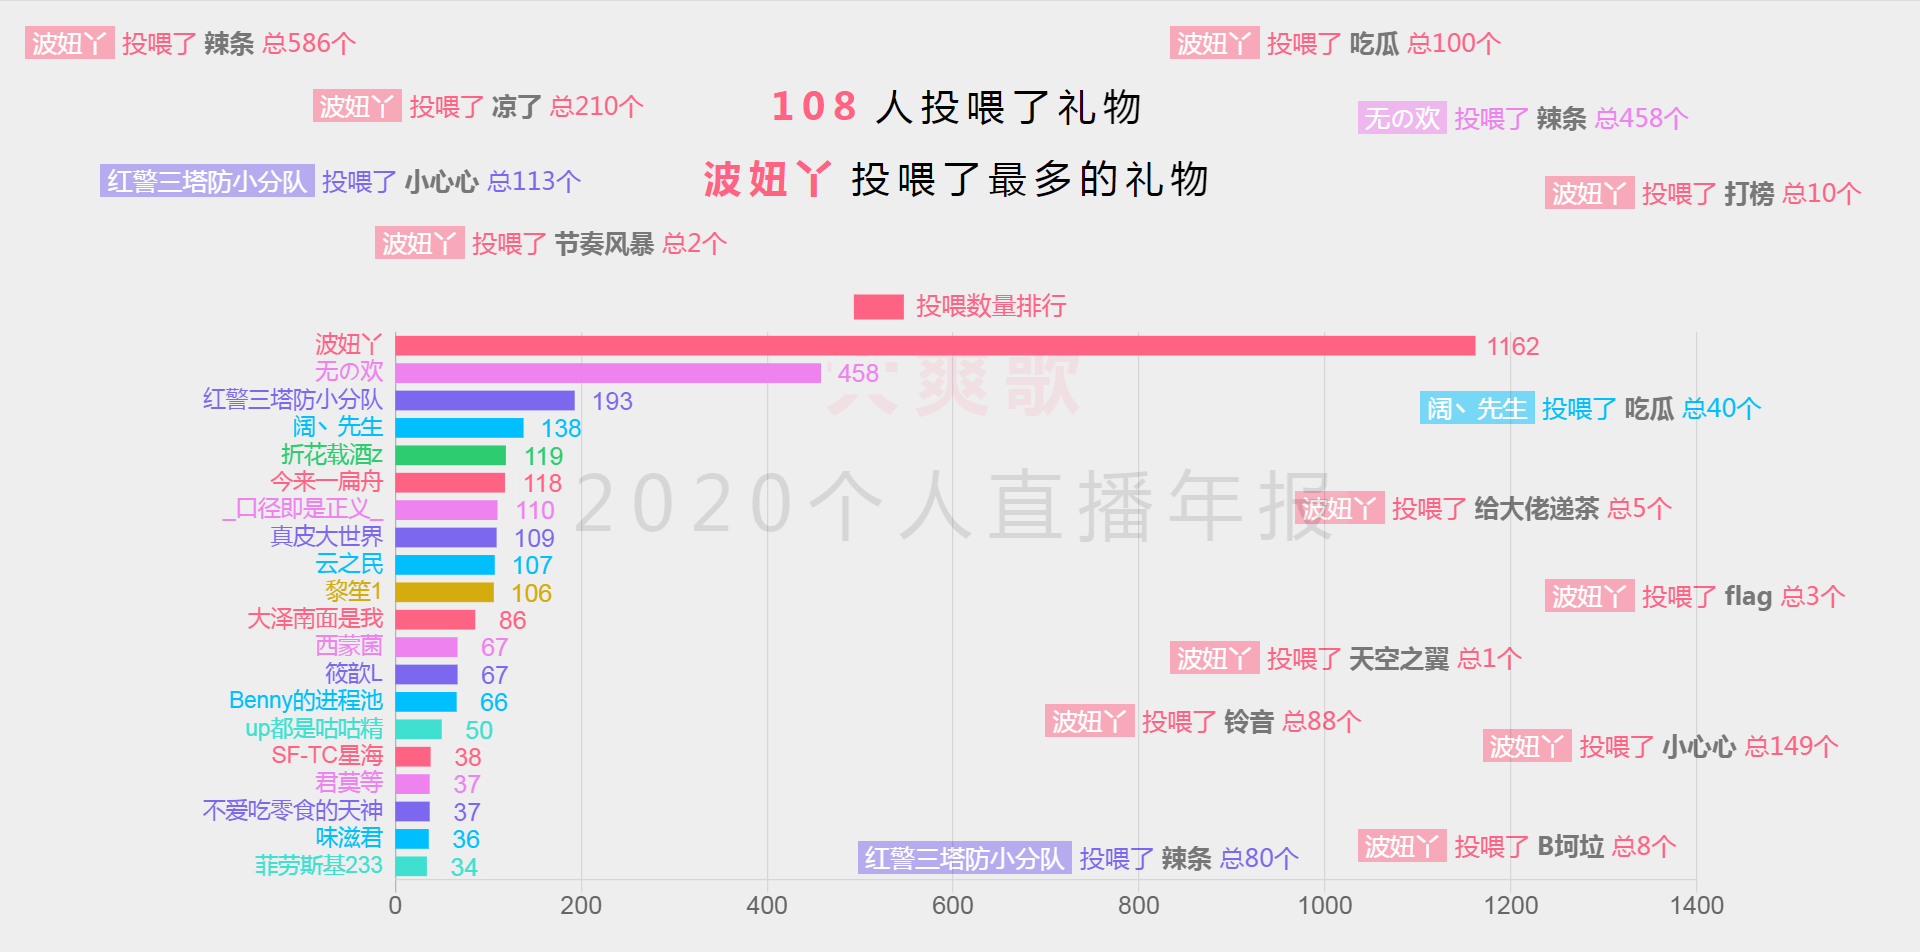 波妞丫 投喂了 辣条 总586个
波妞丫 投喂了 吃瓜 总100个
波妞丫 投喂了 凉了 总210个
108 人投喂了礼物
无の欢 投喂了 辣条 总458个
波妞丫 投喂了最多的礼物
红警三塔防小分队 投喂了 小心心 总113个
波妞丫 投喂了 打榜 总10个
波妞丫 投喂了 节奏风暴 总2个
投喂数量排行
波妞丫 1162
无の欢 458
爽歌
红警三塔防小分队 193
阔丶先生 投喂了 吃瓜 总40个
阔丶先生 138
折花载酒z 119
今来一扁舟 118
2020个人直播年报
_口径即是正义_ 110
波妞丫 投喂了 给大佬递茶 总5个
真皮大世界 109
云之民 107
黎笙1 106
波妞丫 投喂了 flag 总3个
大泽南面是我 86
西蒙菌 67
波妞丫 投喂了 天空之翼 总1个
筱歆L 67
Benny的进程池 66
波妞丫 投喂了 铃音 总88个
up都是咕咕精 50
波妞丫 投喂了 小心心 总149个
SF-TC星海 38
君莫等 37
不爱吃零食的天神 37
味滋君 36
波妞丫 投喂了 B坷垃 总8个
红警三塔防小分队 投喂了 辣条 总80个
菲劳斯基233 34
0 200 400 600 800 1000 1200 1400